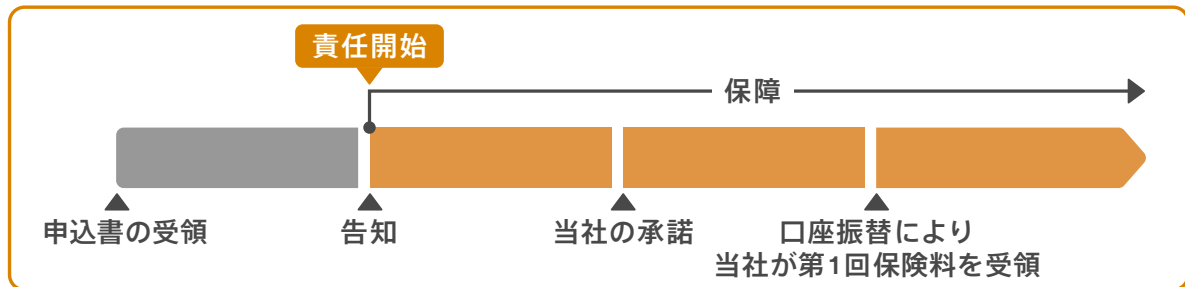 責任開始
保障
申込書の受領
告知
当社の承諾
口座振替により
当社が第1回保険料を受領